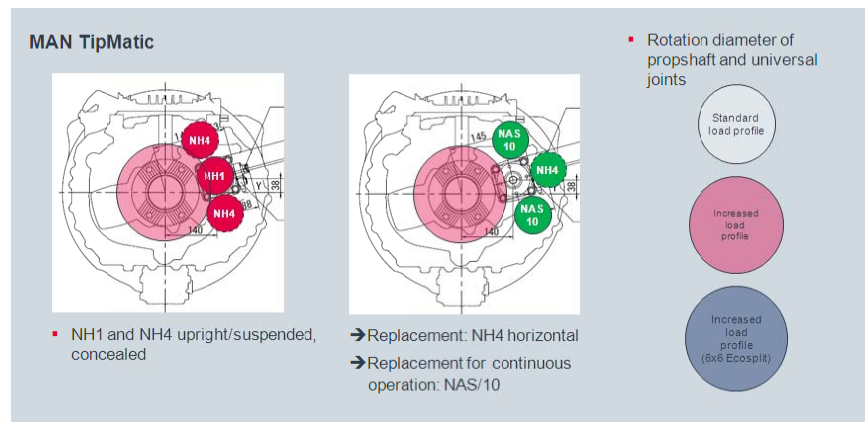 MAN TipMatic
NH4
NH1
NH4
Y
38
88
140
NH1 and NH4 upright/suspended,
concealed
145
NAS
10
NH4
NAS
10
38
140
➔Replacement: NH4 horizontal
➔Replacement for continuous
operation: NAS/10
Rotation diameter of
propshaft and universal
joints
Standard
load profile
Increased
load
profile
Increased
load
profile
(6x6 Ecosplit)